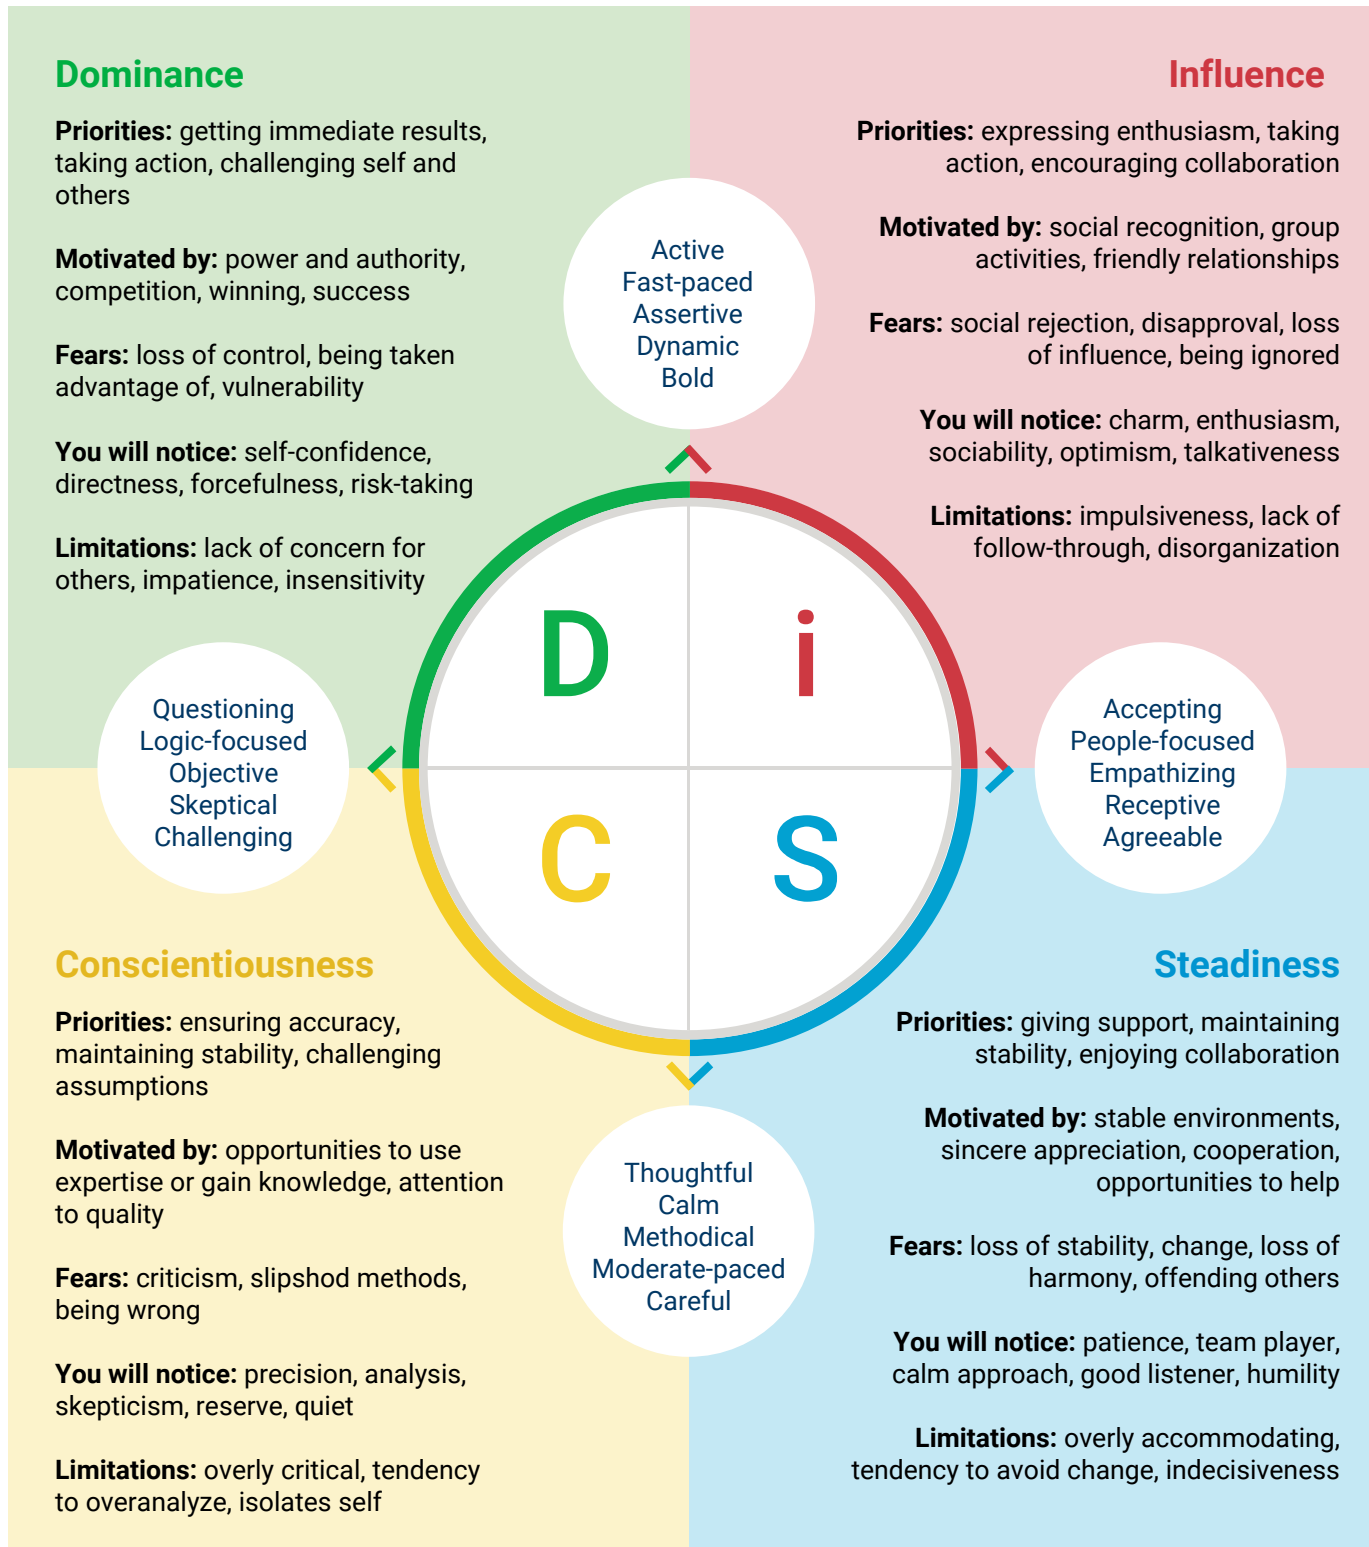 Dominance
Priorities: getting immediate results,
taking action, challenging self and
others
Motivated by: power and authority,
competition, winning, success
Fears: loss of control, being taken
advantage of, vulnerability
You will notice: self-confidence,
directness, forcefulness, risk-taking
Limitations: lack of concern for
others, impatience, insensitivity
Influence
Priorities: expressing enthusiasm, taking
action, encouraging collaboration
Motivated by: social recognition, group
activities, friendly relationships
Fears: social rejection, disapproval, loss
of influence, being ignored
You will notice: charm, enthusiasm,
sociability, optimism, talkativeness
Limitations: impulsiveness, lack of
follow-through, disorganization
Active
Fast-paced
Assertive
Dynamic
Bold
D
i
C
S
Questioning
Logic-focused
Objective
Skeptical
Challenging
Accepting
People-focused
Empathizing
Receptive
Agreeable
Conscientiousness
Priorities: ensuring accuracy,
maintaining stability, challenging
assumptions
Motivated by: opportunities to use
expertise or gain knowledge, attention
to quality
Fears: criticism, slipshod methods,
being wrong
You will notice: precision, analysis,
skepticism, reserve, quiet
Limitations: overly critical, tendency
to overanalyze, isolates self
Thoughtful
Calm
Methodical
Moderate-paced
Careful
Steadiness
Priorities: giving support, maintaining
stability, enjoying collaboration
Motivated by: stable environments,
sincere appreciation, cooperation,
opportunities to help
Fears: loss of stability, change, loss of
harmony, offending others
You will notice: patience, team player,
calm approach, good listener, humility
Limitations: overly accommodating,
tendency to avoid change, indecisiveness